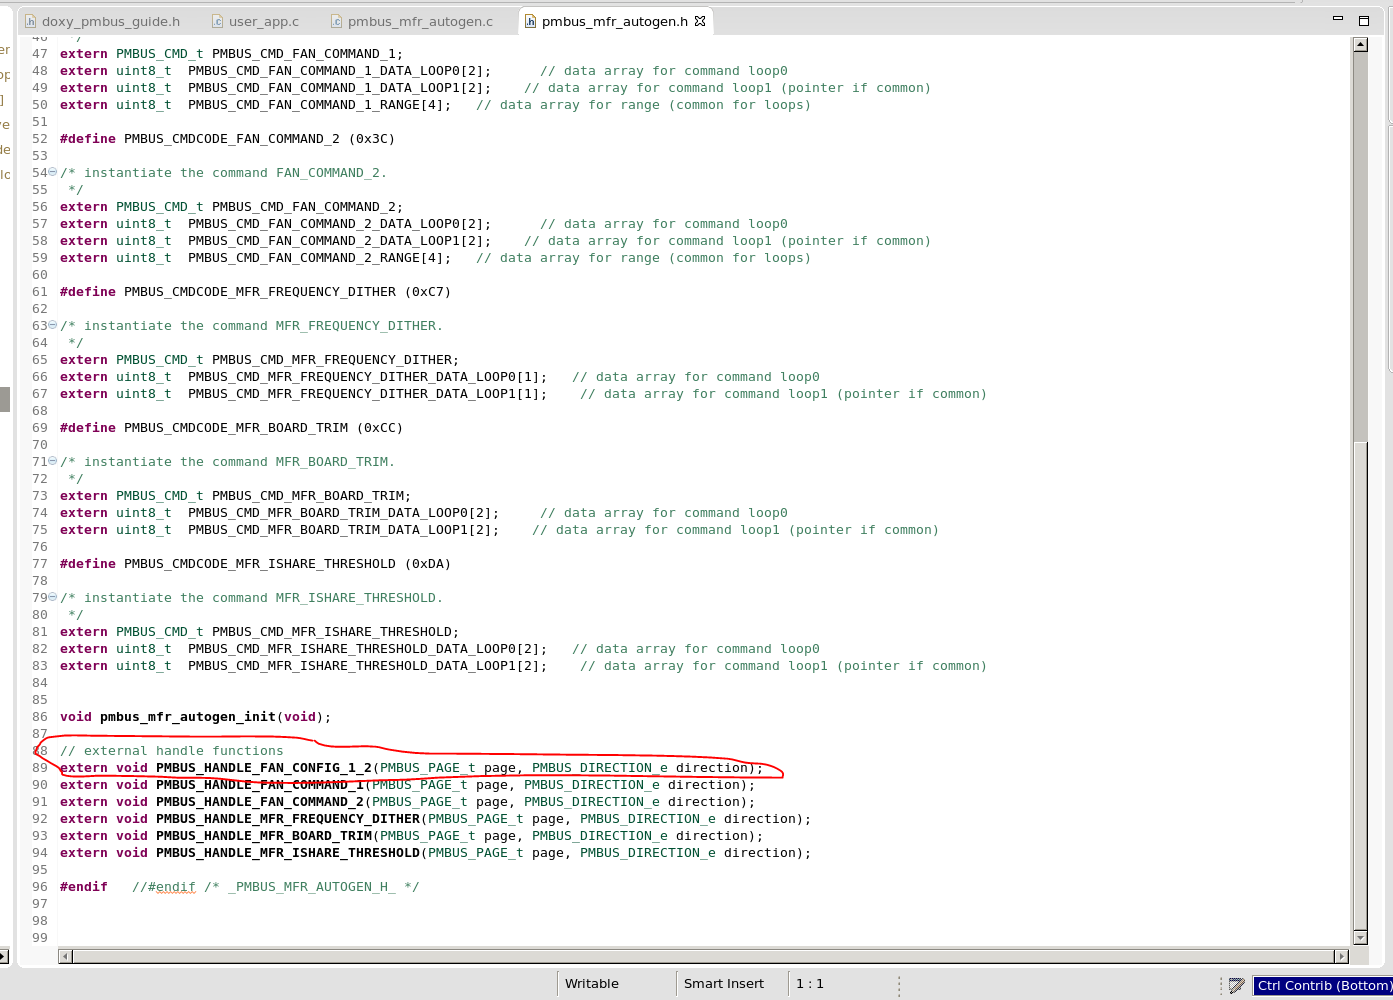 doxy_pmbus_guide.h user_app.c pmbus_mfr_autogen.c pmbus_mfr_autogen.h
46 */
47 extern PMBUS_CMD_t PMBUS_CMD_FAN_COMMAND_1;
48 extern uint8_t PMBUS_CMD_FAN_COMMAND_1_DATA_LOOP0[2]; // data array for command loop0
49 extern uint8_t PMBUS_CMD_FAN_COMMAND_1_DATA_LOOP1[2]; // data array for command loop1 (pointer if common)
50 extern uint8_t PMBUS_CMD_FAN_COMMAND_1_RANGE[4]; // data array for range (common for loops)
51
52 #define PMBUS_CMDCODE_FAN_COMMAND_2 (0x3C)
53
54 /* instantiate the command FAN_COMMAND_2.
55 */
56 extern PMBUS_CMD_t PMBUS_CMD_FAN_COMMAND_2;
57 extern uint8_t PMBUS_CMD_FAN_COMMAND_2_DATA_LOOP0[2]; // data array for command loop0
58 extern uint8_t PMBUS_CMD_FAN_COMMAND_2_DATA_LOOP1[2]; // data array for command loop1 (pointer if common)
59 extern uint8_t PMBUS_CMD_FAN_COMMAND_2_RANGE[4]; // data array for range (common for loops)
60
61 #define PMBUS_CMDCODE_MFR_FREQUENCY_DITHER (0xC7)
62
63 /* instantiate the command MFR_FREQUENCY_DITHER.
64 */
65 extern PMBUS_CMD_t PMBUS_CMD_MFR_FREQUENCY_DITHER;
66 extern uint8_t PMBUS_CMD_MFR_FREQUENCY_DITHER_DATA_LOOP0[1]; // data array for command loop0
67 extern uint8_t PMBUS_CMD_MFR_FREQUENCY_DITHER_DATA_LOOP1[1]; // data array for command loop1 (pointer if common)
68
69 #define PMBUS_CMDCODE_MFR_BOARD_TRIM (0xCC)
70
71 /* instantiate the command MFR_BOARD_TRIM.
72 */
73 extern PMBUS_CMD_t PMBUS_CMD_MFR_BOARD_TRIM;
74 extern uint8_t PMBUS_CMD_MFR_BOARD_TRIM_DATA_LOOP0[2]; // data array for command loop0
75 extern uint8_t PMBUS_CMD_MFR_BOARD_TRIM_DATA_LOOP1[2]; // data array for command loop1 (pointer if common)
76
77 #define PMBUS_CMDCODE_MFR_ISHARE_THRESHOLD (0xDA)
78
79 /* instantiate the command MFR_ISHARE_THRESHOLD.
80 */
81 extern PMBUS_CMD_t PMBUS_CMD_MFR_ISHARE_THRESHOLD;
82 extern uint8_t PMBUS_CMD_MFR_ISHARE_THRESHOLD_DATA_LOOP0[2]; // data array for command loop0
83 extern uint8_t PMBUS_CMD_MFR_ISHARE_THRESHOLD_DATA_LOOP1[2]; // data array for command loop1 (pointer if common)
84
85
86 void pmbus_mfr_autogen_init(void);
87
88 // external handle functions
89 extern void PMBUS_HANDLE_FAN_CONFIG_1_2(PMBUS_PAGE_t page, PMBUS_DIRECTION_e direction);
90 extern void PMBUS_HANDLE_FAN_COMMAND_1(PMBUS_PAGE_t page, PMBUS_DIRECTION_e direction);
91 extern void PMBUS_HANDLE_FAN_COMMAND_2(PMBUS_PAGE_t page, PMBUS_DIRECTION_e direction);
92 extern void PMBUS_HANDLE_MFR_FREQUENCY_DITHER(PMBUS_PAGE_t page, PMBUS_DIRECTION_e direction);
93 extern void PMBUS_HANDLE_MFR_BOARD_TRIM(PMBUS_PAGE_t page, PMBUS_DIRECTION_e direction);
94 extern void PMBUS_HANDLE_MFR_ISHARE_THRESHOLD(PMBUS_PAGE_t page, PMBUS_DIRECTION_e direction);
95
96 #endif //#endif /* _PMBUS_MFR_AUTOGEN_H_ */
97
98
99
Writable Smart Insert 1 : 1 Ctrl Contrib (Bottom)